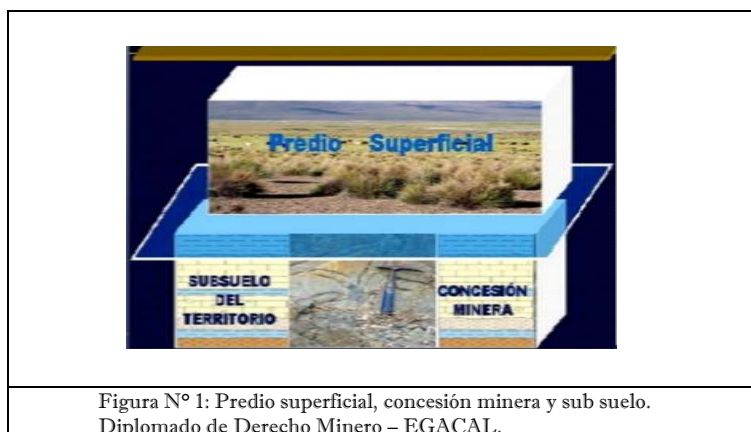 Predio Superficial
SUBSUELO
DEL
TERRITORIO
CONCESIÓN
MINERA
Figura N° 1: Predio superficial, concesión minera y sub suelo.
Diplomado de Derecho Minero – EGACAL.